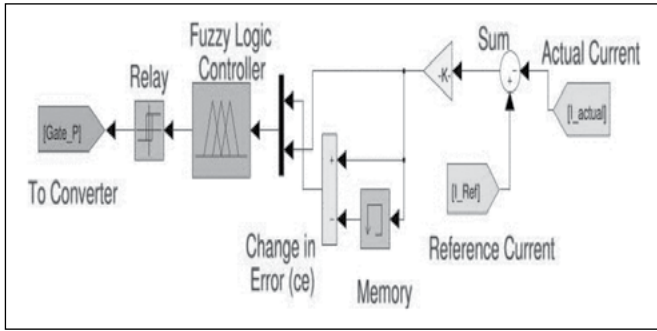 Fuzzy Logic
Controller
Relay
Sum
Actual Current
-K-
[I_actual]
[Gate_P]
To Converter
[I_Ref]
Reference Current
Change in
Error (ce)
Memory